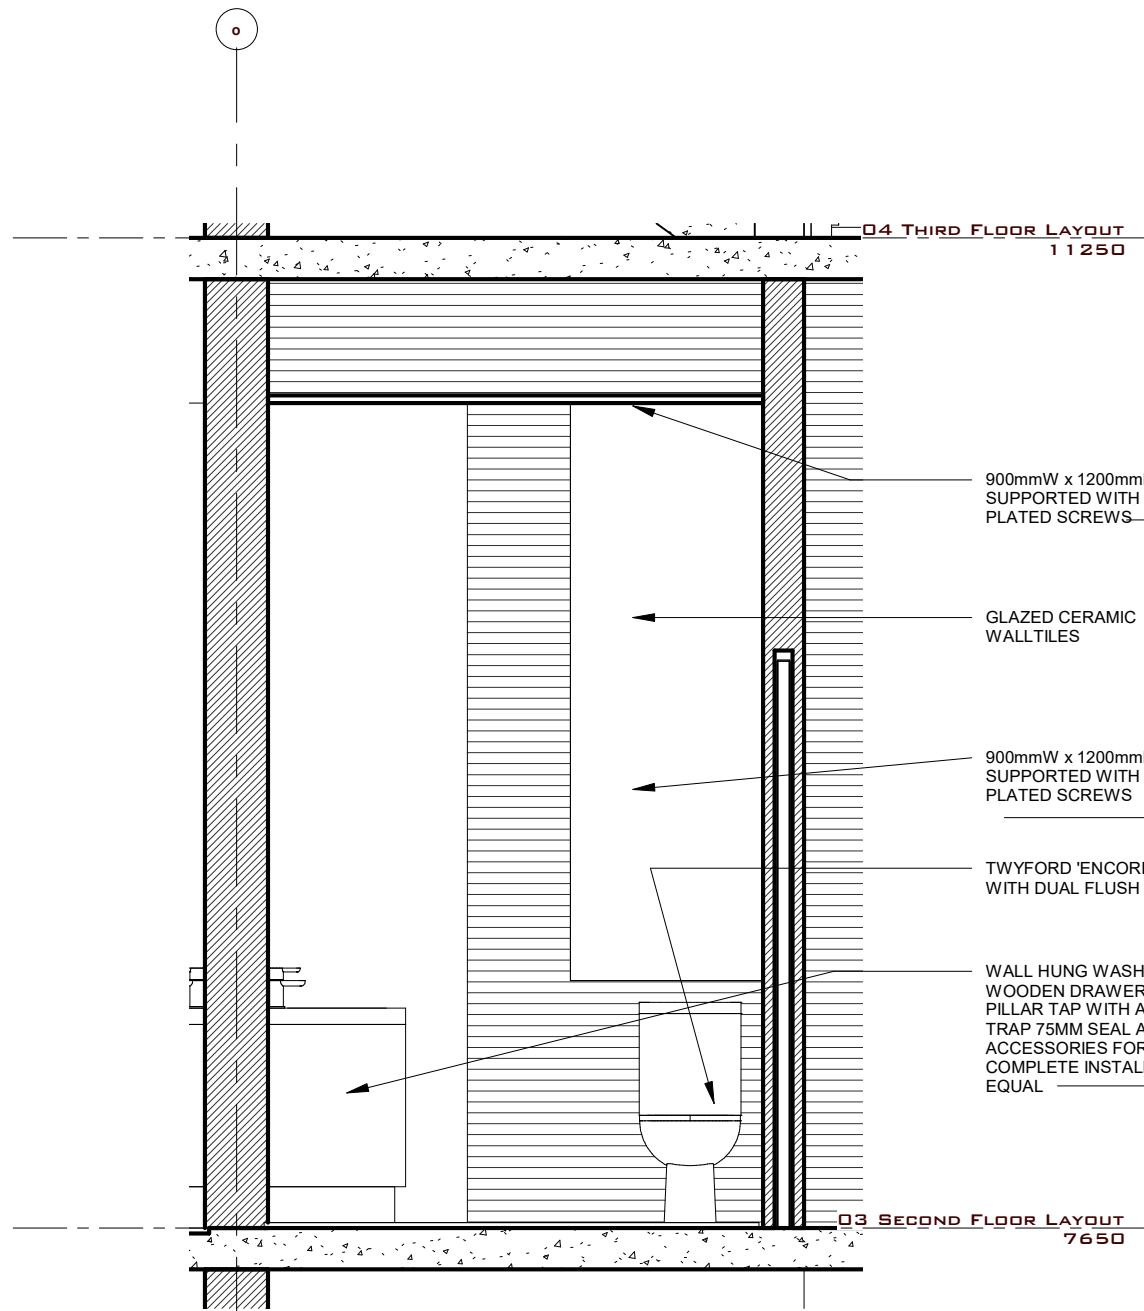 o
04 Third Floor Layout
11250
900mmW x 1200mm
SUPPORTED WITH
PLATED SCREWS
GLAZED CERAMIC
WALLTILES
900mmW x 1200mm
SUPPORTED WITH
PLATED SCREWS
TWYFORD 'ENCORE
WITH DUAL FLUSH
WALL HUNG WASH
WOODEN DRAWER
PILLAR TAP WITH A
TRAP 75MM SEAL A
ACCESSORIES FOR
COMPLETE INSTAL
EQUAL
03 Second Floor Layout
7650